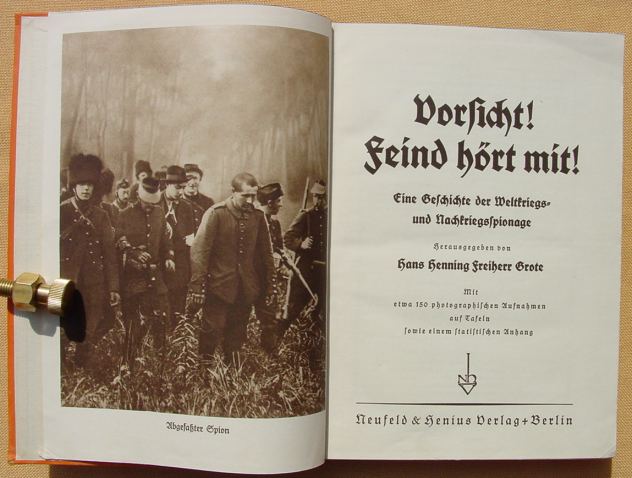 Abgefaßter Spion
Vorsicht!
Feind hört mit!
Eine Geschichte der Weltkriegs-
und Nachkriegsspionage
Herausgegeben von
Hans Henning Freiherr Grote
Mit
etwa 150 photographischen Aufnahmen
auf Tafeln
sowie einem statistischen Anhang
Neufeld & Henius Verlag + Berlin